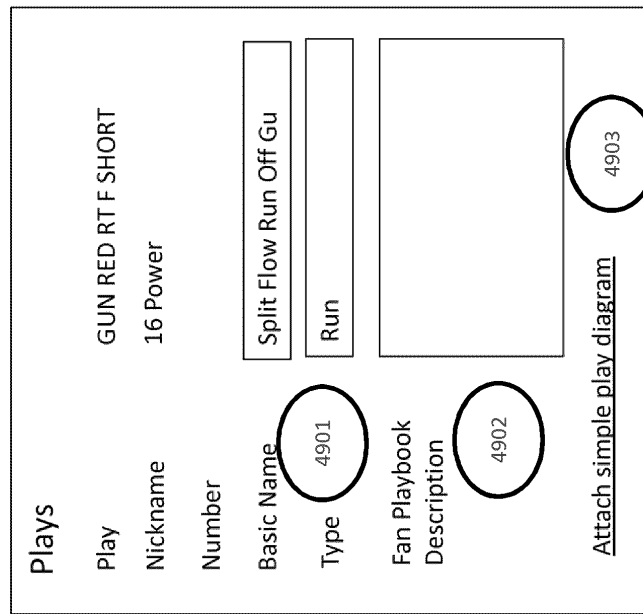 Plays
Play GUN RED RT F SHORT
Nickname 16 Power
Number
Basic Name Split Flow Run Off Gu
4901
Type Run
Fan Playbook
Description
4902
Attach simple play diagram
4903